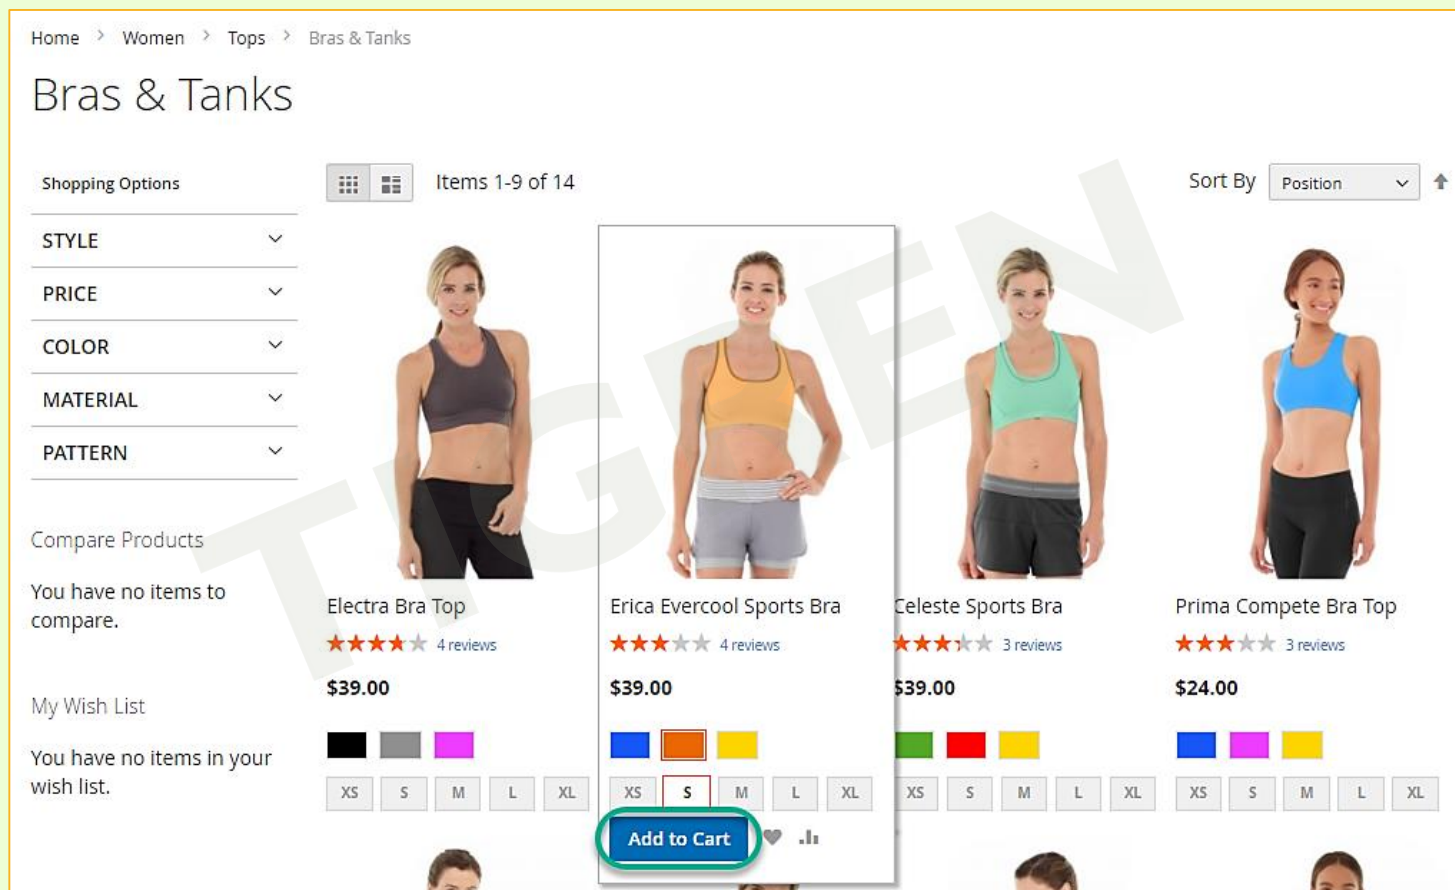 Home > Women > Tops > Bras & Tanks
Bras & Tanks
Shopping Options
Items 1-9 of 14
Sort By Position
STYLE
PRICE
COLOR
MATERIAL
PATTERN
Compare Products
You have no items to
compare.
My Wish List
You have no items in your
wish list.
Electra Bra Top
4 reviews
$39.00
XS S M L XL
Erica Evercool Sports Bra
4 reviews
$39.00
XS S M L XL
Add to Cart
Celeste Sports Bra
3 reviews
$39.00
XS S M L XL
Prima Compete Bra Top
3 reviews
$24.00
XS S M L XL
TIGREN